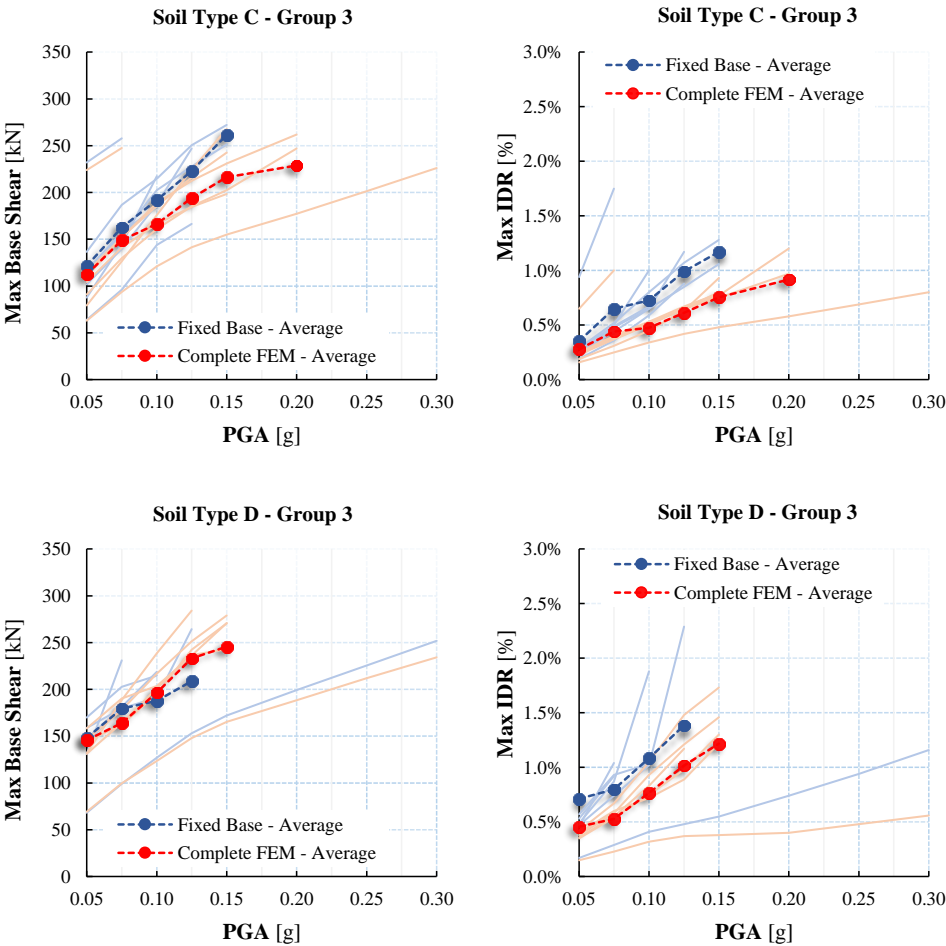 Soil Type C - Group 3
Max Base Shear [kN]
350
300
250
200
150
100
50
0
Fixed Base - Average
Complete FEM - Average
0.05 0.10 0.15 0.20 0.25 0.30
PGA [g]
Soil Type C - Group 3
Max IDR [%]
3.0%
2.5%
2.0%
1.5%
1.0%
0.5%
0.0%
Fixed Base - Average
Complete FEM - Average
0.05 0.10 0.15 0.20 0.25 0.30
PGA [g]
Soil Type D - Group 3
Max Base Shear [kN]
350
300
250
200
150
100
50
0
Fixed Base - Average
Complete FEM - Average
0.05 0.10 0.15 0.20 0.25 0.30
PGA [g]
Soil Type D - Group 3
Max IDR [%]
3.0%
2.5%
2.0%
1.5%
1.0%
0.5%
0.0%
Fixed Base - Average
Complete FEM - Average
0.05 0.10 0.15 0.20 0.25 0.30
PGA [g]